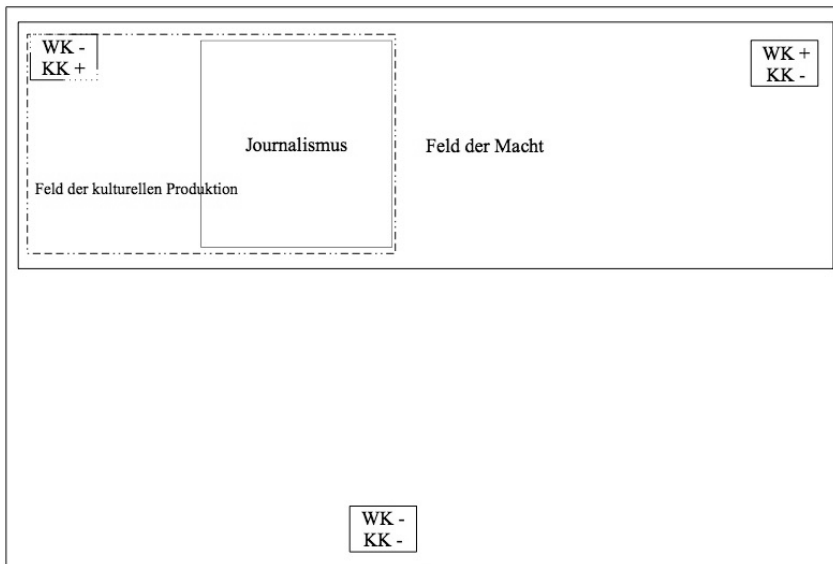 WK -
KK +
WK +
KK -
Journalismus
Feld der Macht
Feld der kulturellen Produktion
WK -
KK -